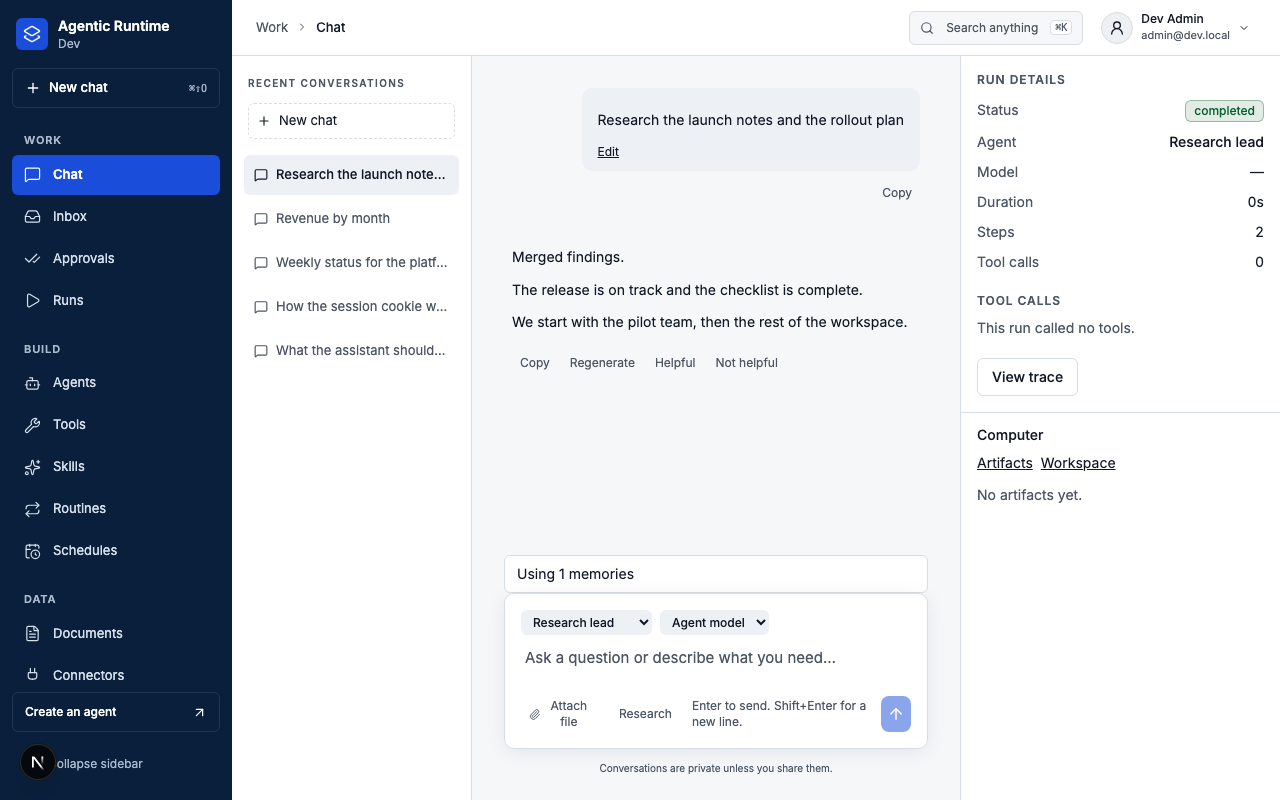 Agentic Runtime
Dev
New chat
⌘⇧O
WORK
Chat
Inbox
Approvals
Runs
BUILD
Agents
Tools
Skills
Routines
Schedules
DATA
Documents
Connectors
Create an agent
N
ollapse sidebar
Work
Chat
Search anything
⌘K
Dev Admin
admin@dev.local
RECENT CONVERSATIONS
New chat
Research the launch note...
Revenue by month
Weekly status for the platf...
How the session cookie w...
What the assistant should...
Research the launch notes and the rollout plan
Edit
Copy
Merged findings.
The release is on track and the checklist is complete.
We start with the pilot team, then the rest of the workspace.
Copy Regenerate Helpful Not helpful
Using 1 memories
Research lead Agent model
Ask a question or describe what you need...
Attach
file
Research
Enter to send. Shift+Enter for a
new line.
Conversations are private unless you share them.
RUN DETAILS
Status completed
Agent Research lead
Model —
Duration 0s
Steps 2
Tool calls 0
TOOL CALLS
This run called no tools.
View trace
Computer
Artifacts Workspace
No artifacts yet.